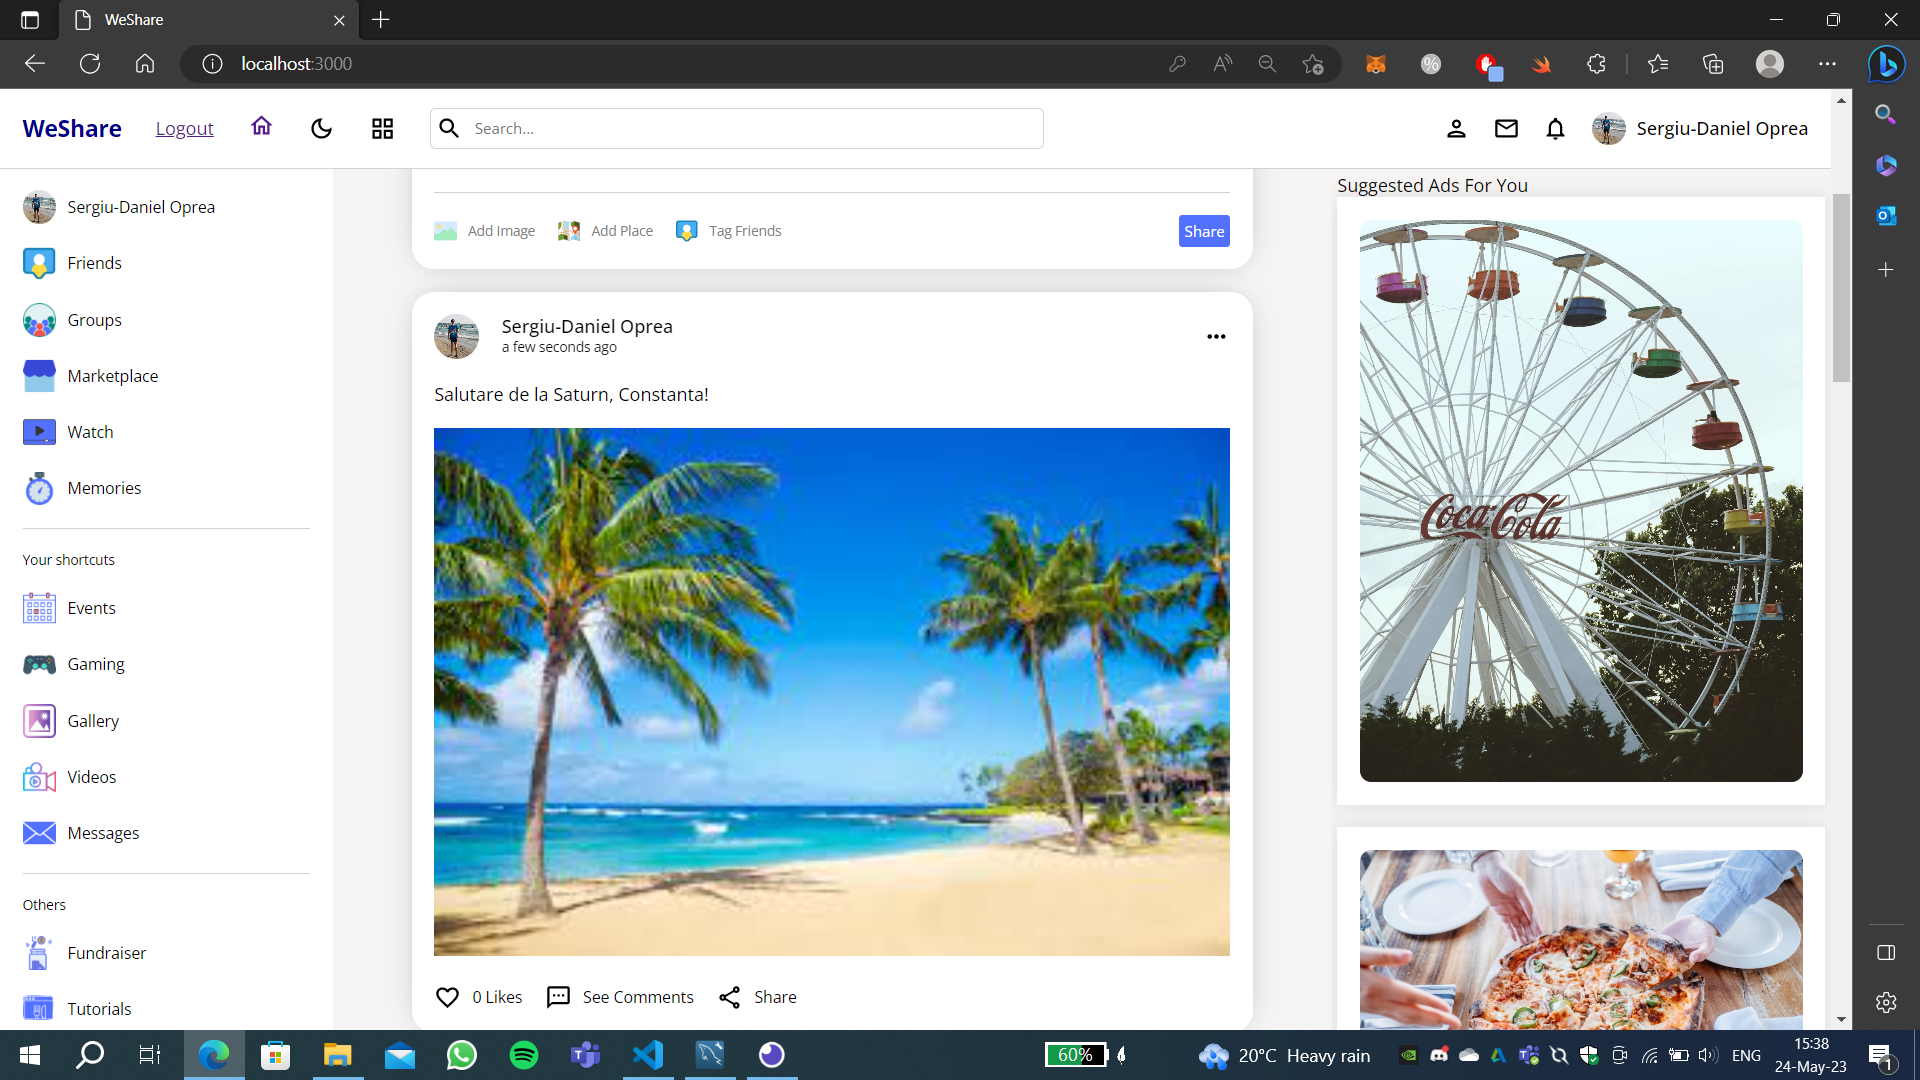 WeShare
localhost:3000
WeShare
Logout
Search...
Sergiu-Daniel Oprea
Sergiu-Daniel Oprea
Friends
Groups
Marketplace
Watch
Memories
Your shortcuts
Events
Gaming
Gallery
Videos
Messages
Others
Fundraiser
Tutorials
Add Image
Add Place
Tag Friends
Share
Sergiu-Daniel Oprea
a few seconds ago
Salutare de la Saturn, Constanta!
0 Likes
See Comments
Share
Suggested Ads For You
Coca-Cola
60%
20°C Heavy rain
ENG
15:38
24-May-23
1